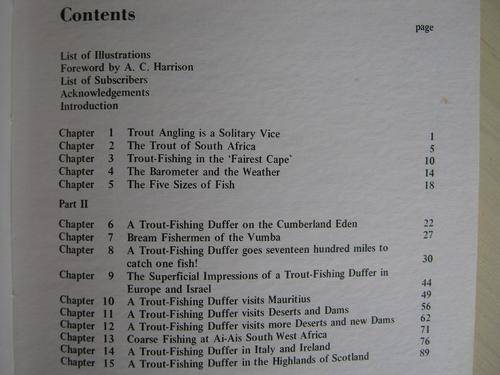 Contents
page
List of Illustrations
Foreword by A. C. Harrison
List of Subscribers
Acknowledgements
Introduction
Chapter 1 Trout Angling is a Solitary Vice 1
Chapter 2 The Trout of South Africa 5
Chapter 3 Trout-Fishing in the 'Fairest Cape' 10
Chapter 4 The Barometer and the Weather 14
Chapter 5 The Five Sizes of Fish 18
Part II
Chapter 6 A Trout-Fishing Duffer on the Cumberland Eden 22
Chapter 7 Bream Fishermen of the Vumba 27
Chapter 8 A Trout-Fishing Duffer goes seventeen hundred miles to
catch one fish! 30
Chapter 9 The Superficial Impressions of a Trout-Fishing Duffer in
Europe and Israel 44
Chapter 10 A Trout-Fishing Duffer visits Mauritius 49
Chapter 11 A Trout-Fishing Duffer visits Deserts and Dams 56
Chapter 12 A Trout-Fishing Duffer visits more Deserts and new Dams 62
Chapter 13 Coarse Fishing at Ai-Ais South West Africa 71
Chapter 14 A Trout-Fishing Duffer in Italy and Ireland 76
Chapter 15 A Trout-Fishing Duffer in the Highlands of Scotland 89